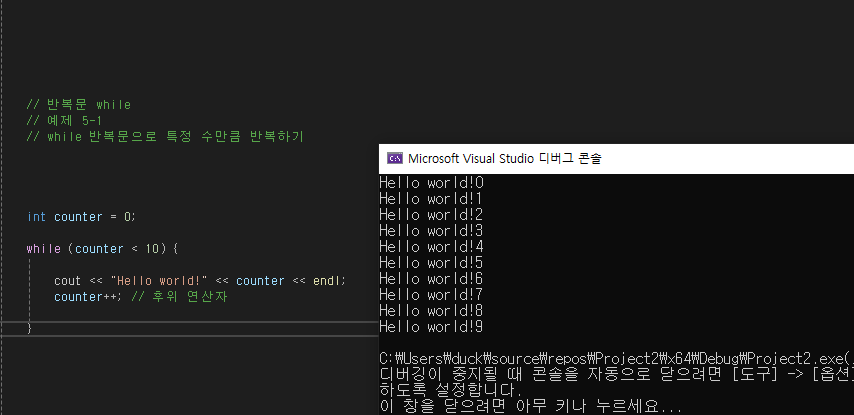 // 반복문 while
// 예제 5-1
// while 반복문으로 특정 수만큼 반복하기
int counter = 0;
while (counter < 10) {
cout << "Hello world!" << counter << endl;
counter++; // 후위 연산자
}
Microsoft Visual Studio 디버그 콘솔
Hello world!0
Hello world!1
Hello world!2
Hello world!3
Hello world!4
Hello world!5
Hello world!6
Hello world!7
Hello world!8
Hello world!9
C:₩Users₩duck₩source₩repos₩Project2₩x64₩Debug₩Project2.exe(
디버깅이 중지될 때 콘솔을 자동으로 닫으려면 [도구] -> [옵션]
하도록 설정합니다.
이 창을 닫으려면 아무 키나 누르세요...